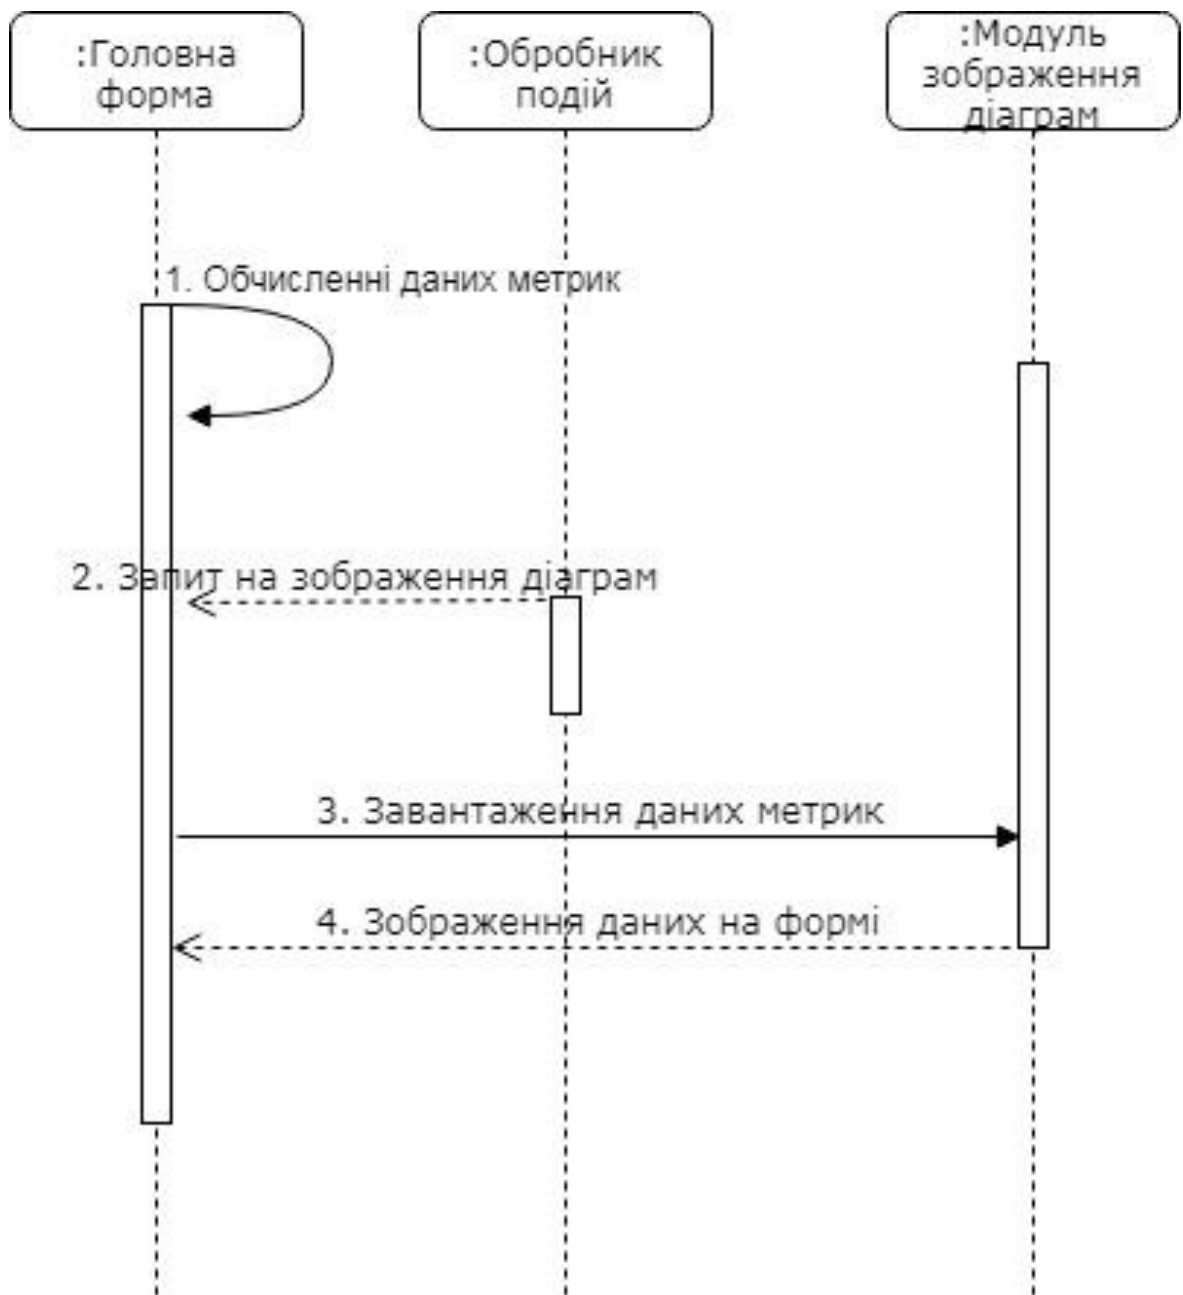 :Головна
форма
:Обробник
подій
:Модуль
зображення
діаграм
1. Обчисленні даних метрик
2. Запит на зображення діаграм
3. Завантаження даних метрик
4. Зображення даних на формі